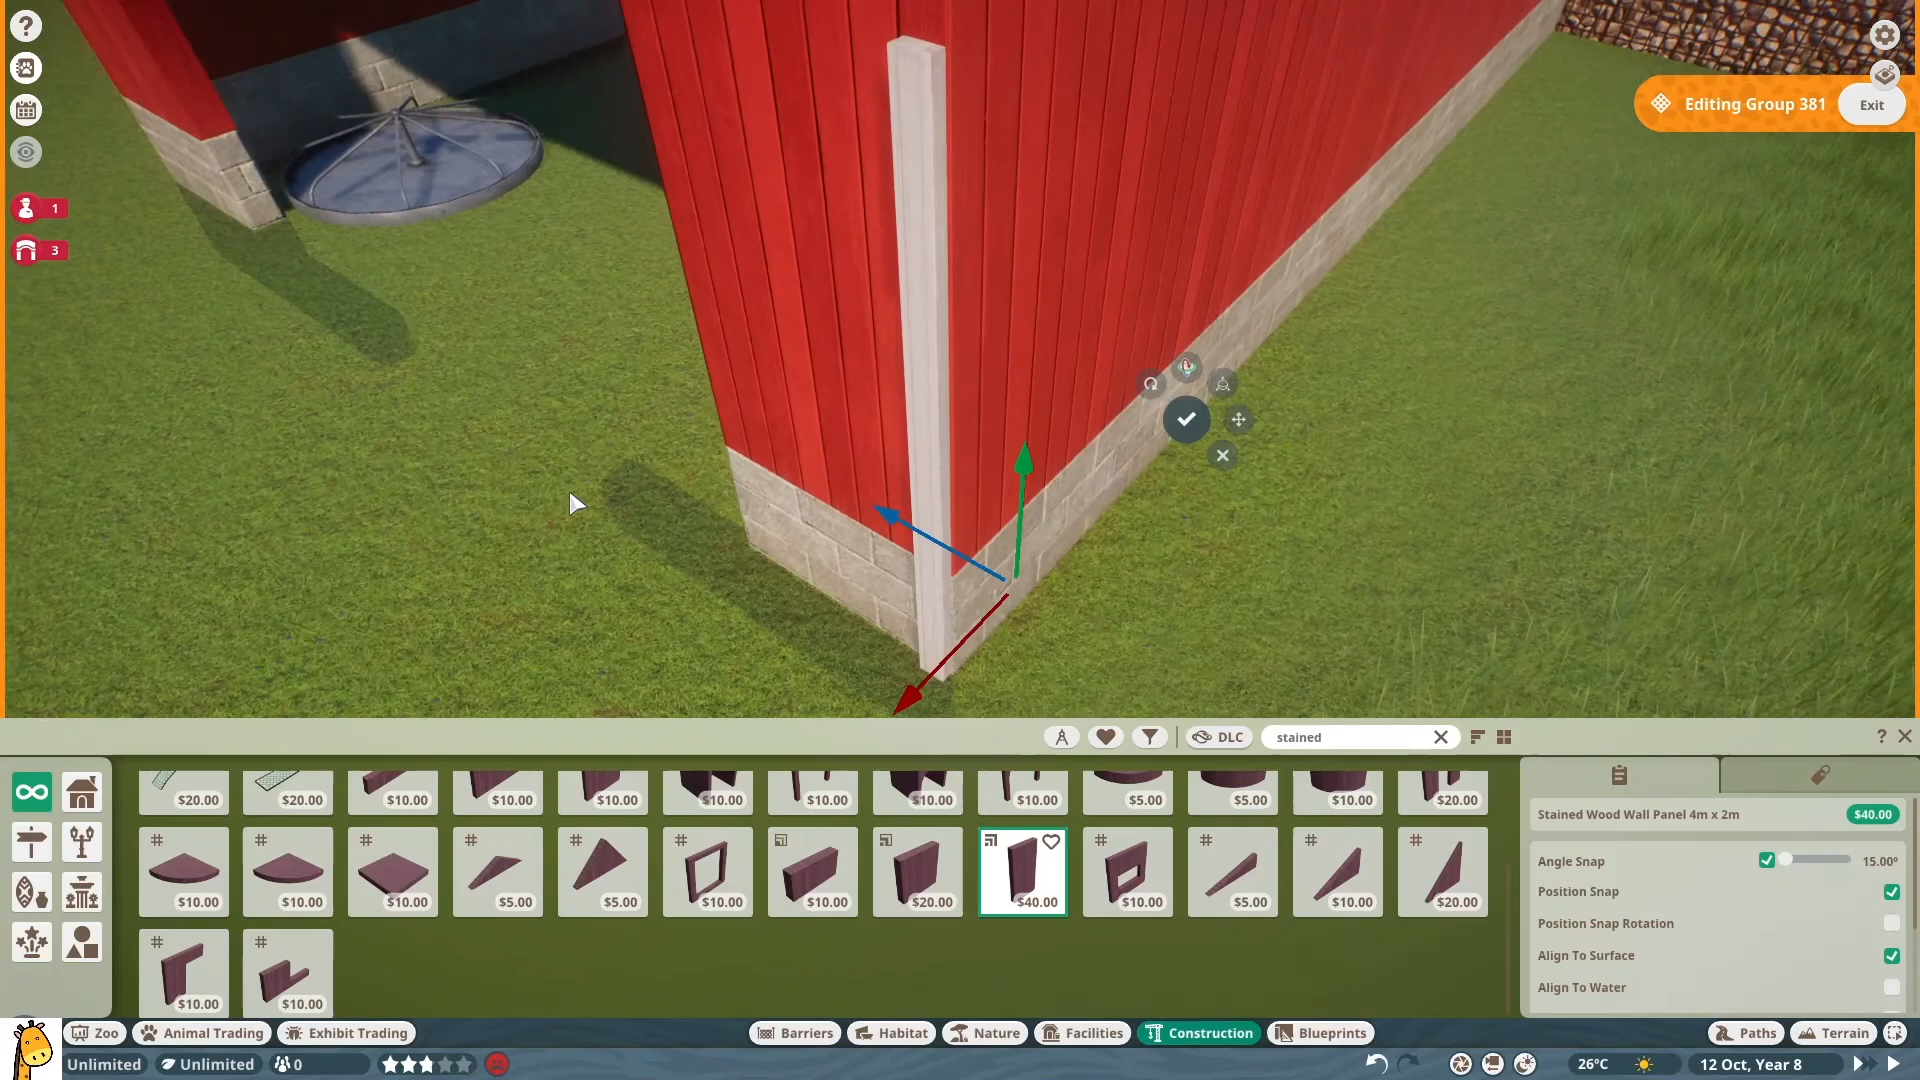 ?
Editing Group 381 Exit
1
3
DLC stained
?
$20.00 $20.00 $10.00 $10.00 $10.00 $10.00 $10.00 $10.00 $10.00 $5.00 $5.00 $10.00 $20.00
$10.00 $10.00 $10.00 $5.00 $5.00 $10.00 $10.00 $20.00 $40.00 $10.00 $5.00 $10.00 $20.00
$10.00 $10.00
Stained Wood Wall Panel 4m x 2m $40.00
Angle Snap 15.00º
Position Snap
Position Snap Rotation
Align To Surface
Align To Water
Zoo Animal Trading Exhibit Trading Barriers Habitat Nature Facilities Construction Blueprints Paths Terrain
Unlimited Unlimited 0 26ºC 12 Oct, Year 8